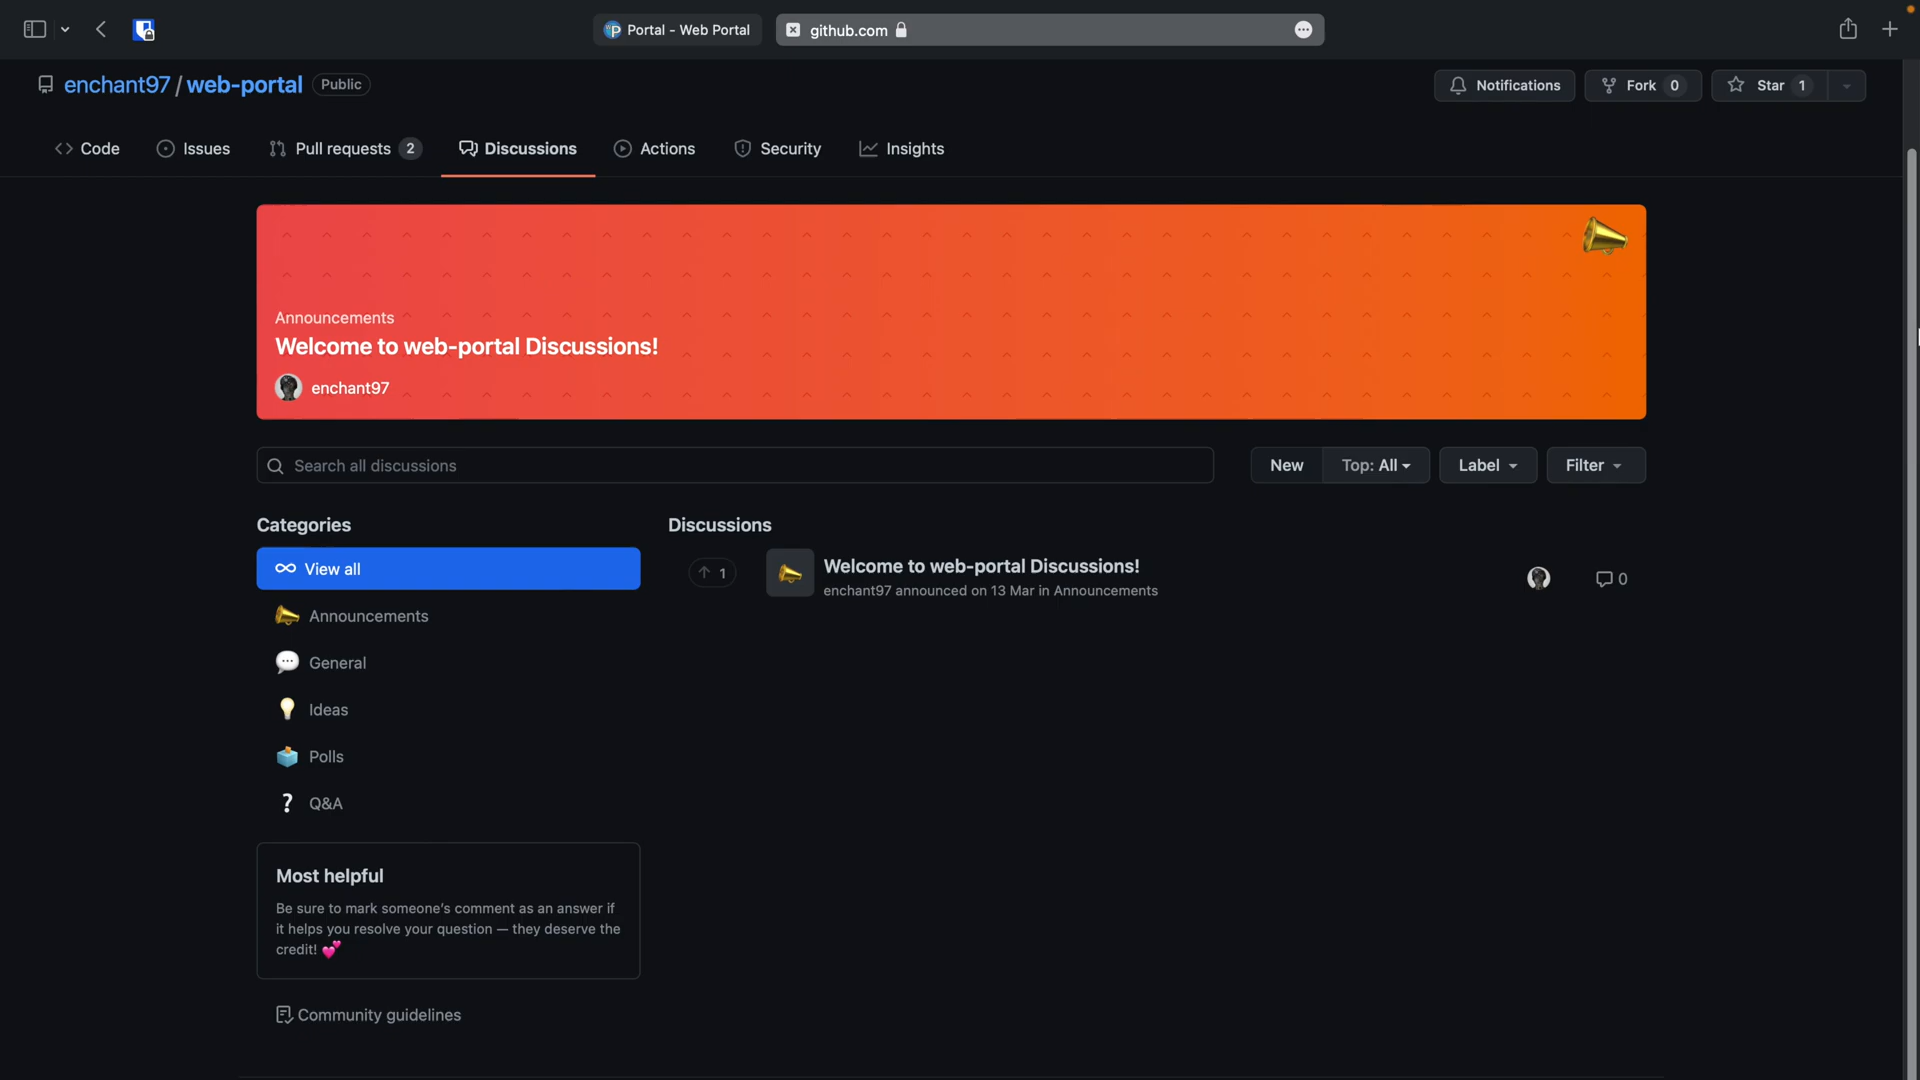 Portal - Web Portal
github.com
enchant97 / web-portal Public
Notifications
Fork 0
Star 1
Code
Issues
Pull requests 2
Discussions
Actions
Security
Insights
Announcements
Welcome to web-portal Discussions!
enchant97
Search all discussions
New
Top: All
Label
Filter
Categories
View all
Announcements
General
Ideas
Polls
Q&A
Most helpful
Be sure to mark someone's comment as an answer if
it helps you resolve your question — they deserve the
credit! 💕
Community guidelines
Discussions
1
Welcome to web-portal Discussions!
enchant97 announced on 13 Mar in Announcements
0